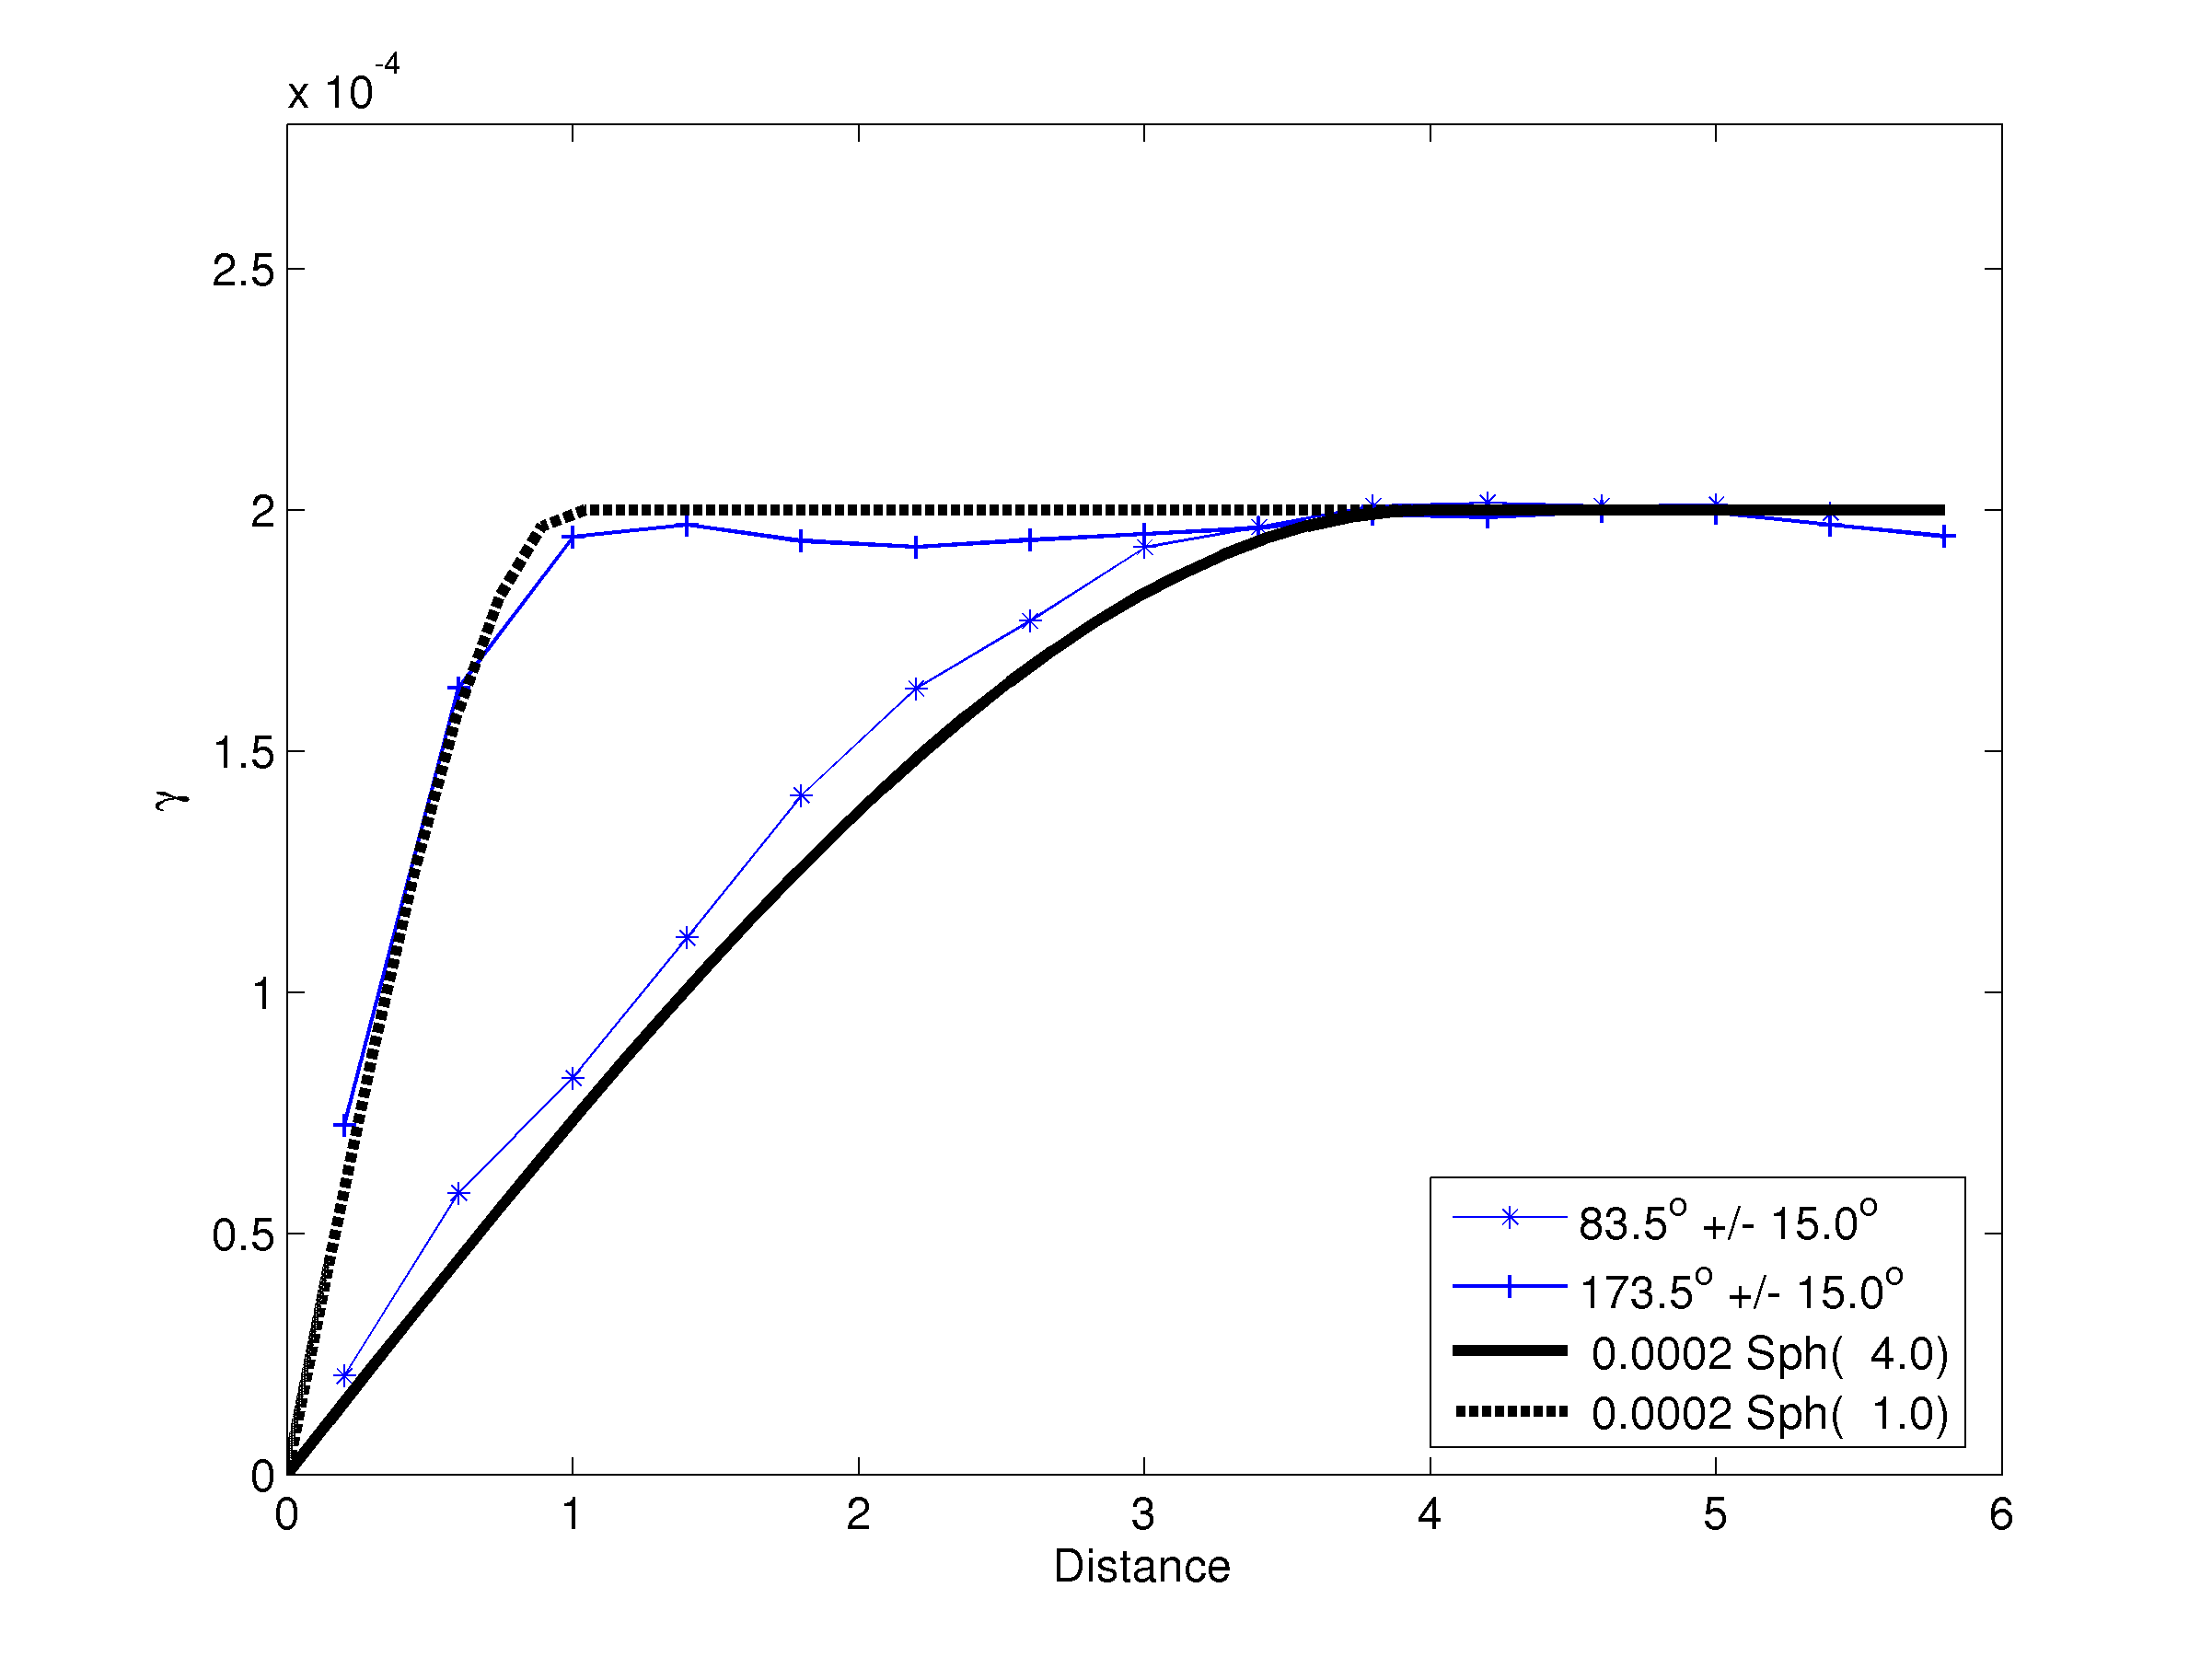 x 10-4
2.5
2
1.5
1
0.5
0
γ
0 1 2 3 4 5 6
Distance
83.5o +/- 15.0o
173.5o +/- 15.0o
0.0002 Sph( 4.0)
0.0002 Sph( 1.0)